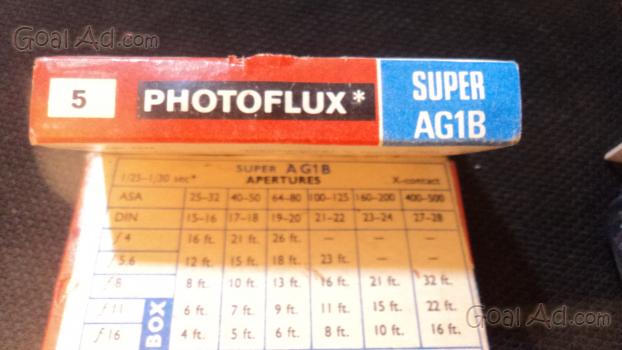 Goal Ad.com
5 PHOTOFLUX* SUPER
AG1B
SUPER AG1B
1/25-1/30 sec* APERTURES X-contact
ASA 25-32 40-50 64-80 100-125 160-200 400-500
DIN 15-16 17-18 19-20 21-22 23-24 27-28
f 4 16 ft. 21 ft. 26 ft. — — —
f 5.6 12 ft. 15 ft. 18 ft. 23 ft. — —
f 8 8 ft. 10 ft. 13 ft. 16 ft. 21 ft. 32 ft.
f 11 6 ft. 7 ft. 9 ft. 11 ft. 15 ft. 22 ft.
f 16 4 ft. 5 ft. 6 ft. 8 ft. 10 ft. 16 ft.
BOX
Goal Ad.com